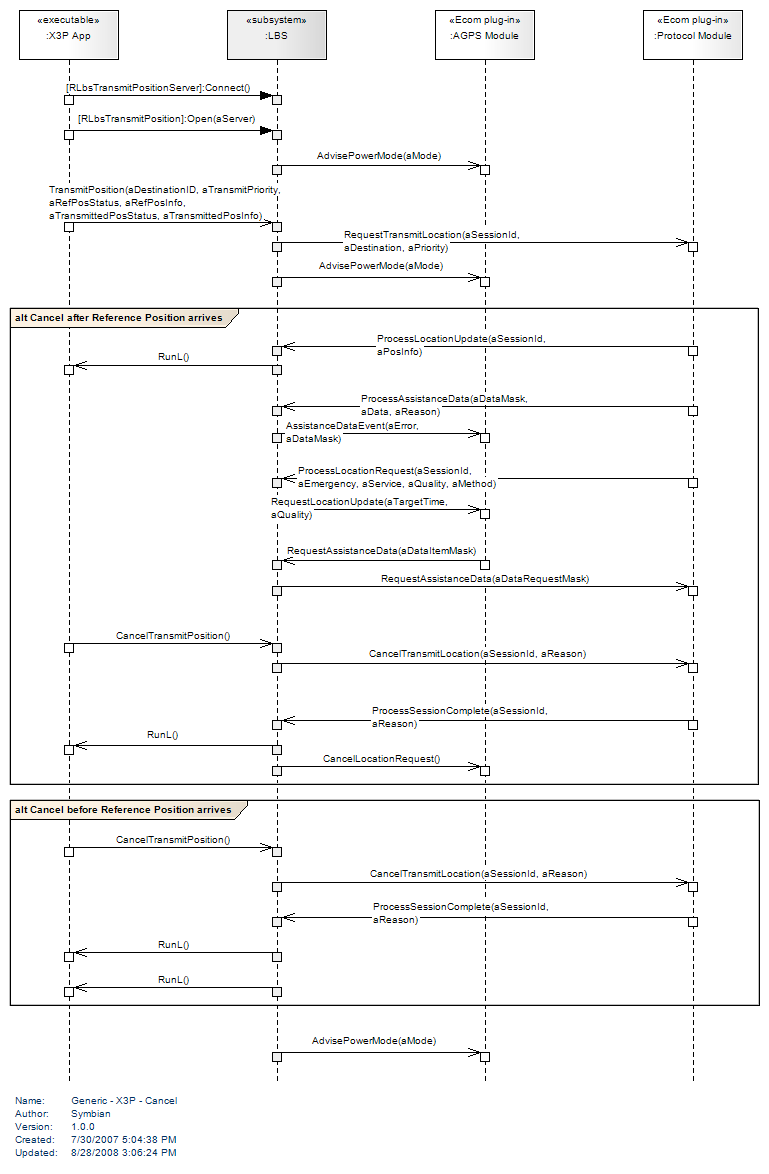 «executable»
:X3P App
«subsystem»
:LBS
«Ecom plug-in»
:AGPS Module
«Ecom plug-in»
:Protocol Module
[RLbsTransmitPositionServer]:Connect()
[RLbsTransmitPosition]:Open(aServer)
AdvisePowerMode(aMode)
TransmitPosition(aDestinationID, aTransmitPriority,
aRefPosStatus, aRefPosInfo,
aTransmittedPosStatus, aTransmittedPosInfo)
RequestTransmitLocation(aSessionId,
aDestination, aPriority)
AdvisePowerMode(aMode)
alt Cancel after Reference Position arrives
ProcessLocationUpdate(aSessionId,
aPosInfo)
RunL()
ProcessAssistanceData(aDataMask,
aData, aReason)
AssistanceDataEvent(aError,
aDataMask)
ProcessLocationRequest(aSessionId,
aEmergency, aService, aQuality, aMethod)
RequestLocationUpdate(aTargetTime,
aQuality)
RequestAssistanceData(aDataItemMask)
RequestAssistanceData(aDataRequestMask)
CancelTransmitPosition()
CancelTransmitLocation(aSessionId, aReason)
ProcessSessionComplete(aSessionId,
aReason)
RunL()
CancelLocationRequest()
alt Cancel before Reference Position arrives
CancelTransmitPosition()
CancelTransmitLocation(aSessionId, aReason)
ProcessSessionComplete(aSessionId,
aReason)
RunL()
RunL()
AdvisePowerMode(aMode)
Name: Generic - X3P - Cancel
Author: Symbian
Version: 1.0.0
Created: 7/30/2007 5:04:38 PM
Updated: 8/28/2008 3:06:24 PM